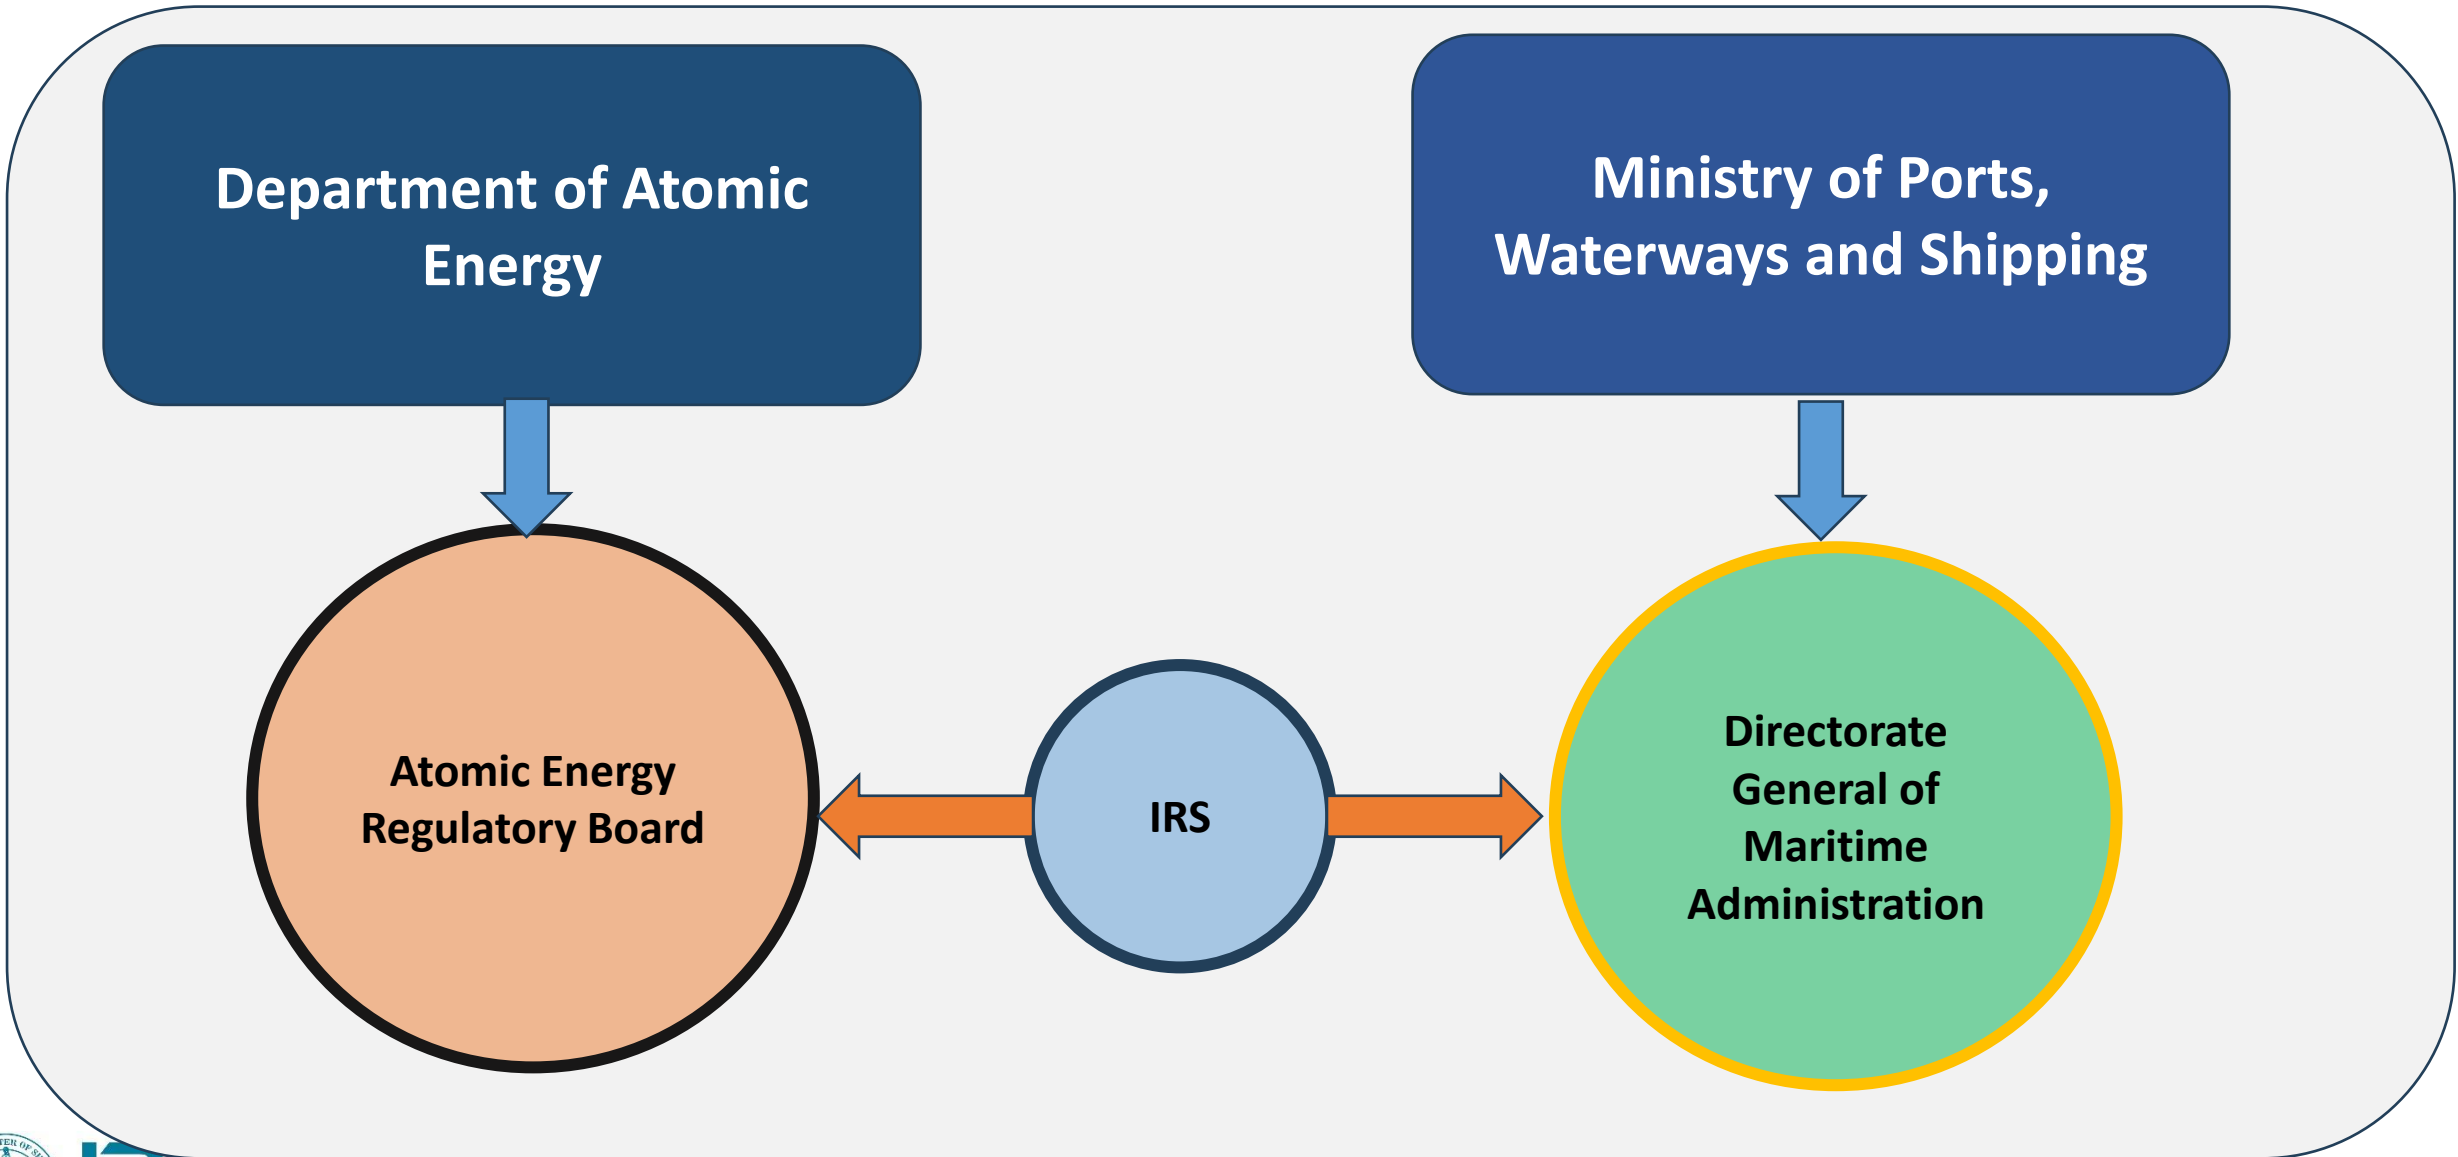 Department of Atomic
Energy
Ministry of Ports,
Waterways and Shipping
Atomic Energy
Regulatory Board
IRS
Directorate
General of
Maritime
Administration